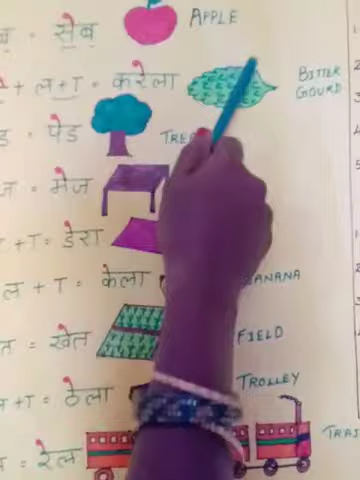 = सेब APPLE
+ ल + ा = करेला BITTER GOURD
ड़ = पेड़ TREE
ज = मेज
+ ा = डेरा
ल + ा = केला BANANA
त = खेत FIELD
+ ा = ठेला TROLLEY
= रेल